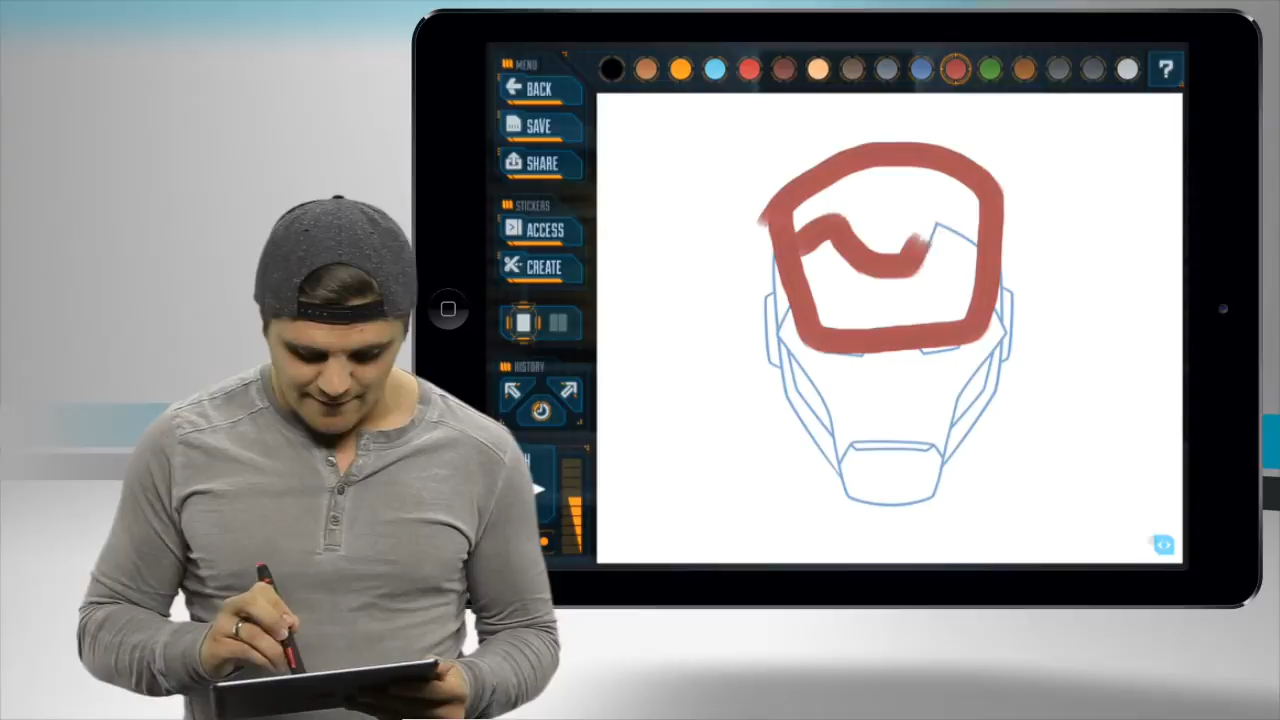 MENU
?
BACK
SAVE
SHARE
STICKERS
ACCESS
CREATE
HISTORY